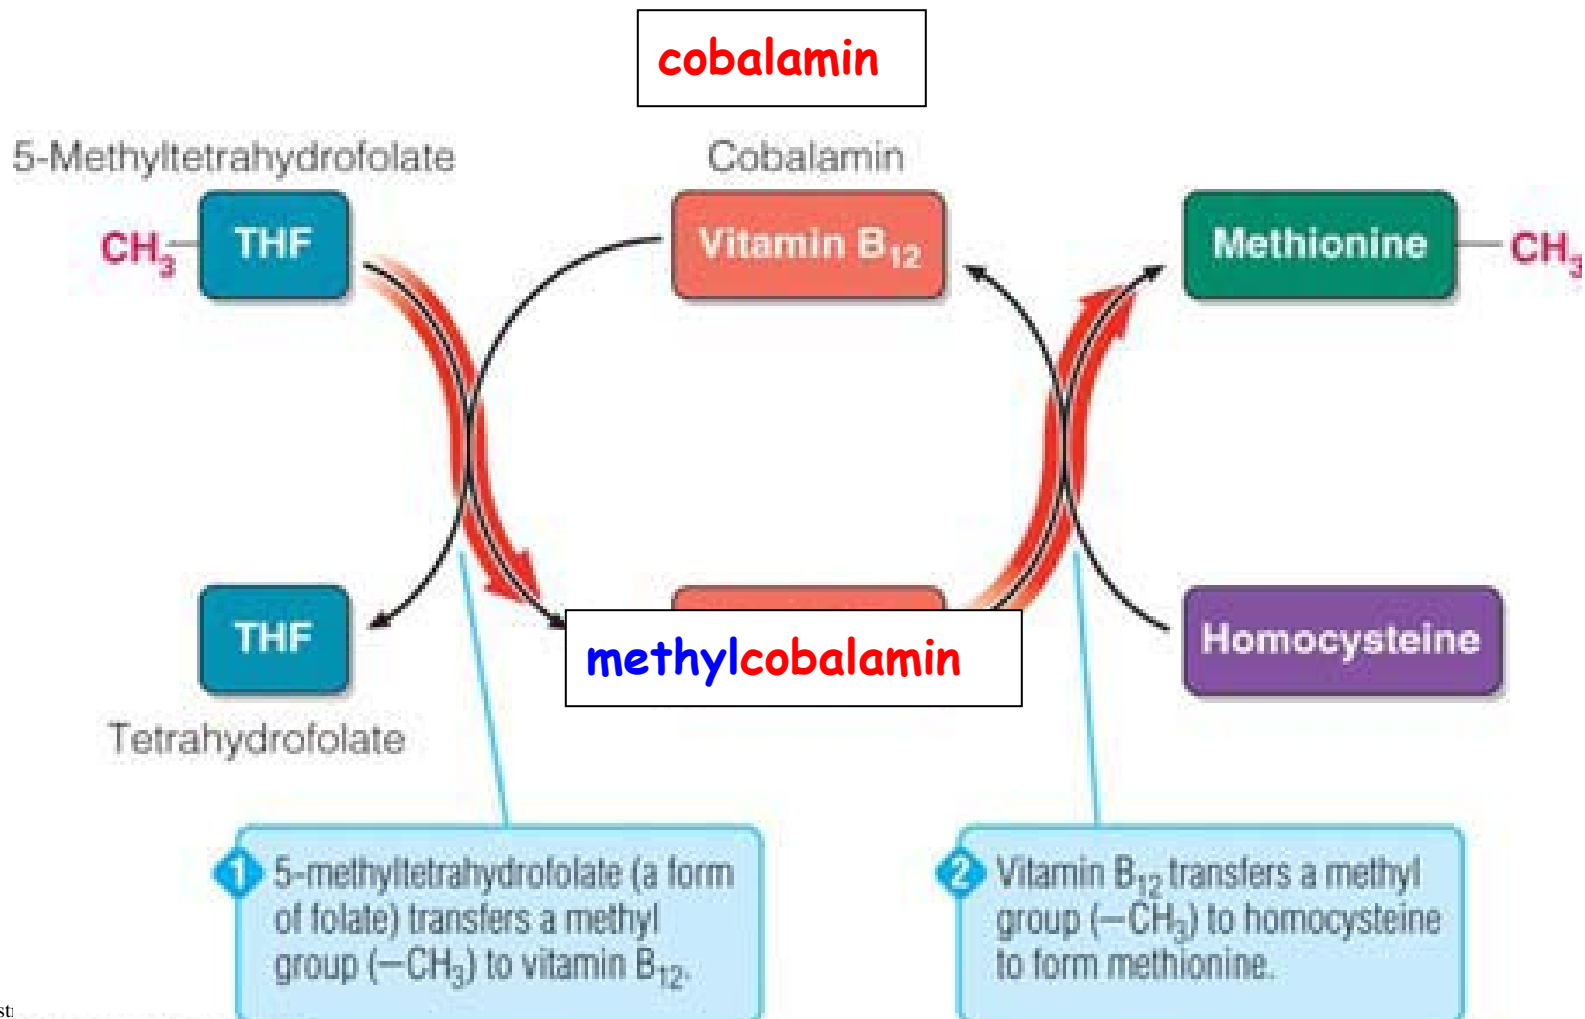 cobalamin
5-Methyltetrahydrofolate
Cobalamin
CH₃
THF
Vitamin B₁₂
Methionine
CH₃
THF
methylcobalamin
Homocysteine
Tetrahydrofolate
1 5-methyltetrahydrofolate (a form
of folate) transfers a methyl
group (—CH₃) to vitamin B₁₂.
2 Vitamin B₁₂ transfers a methyl
group (—CH₃) to homocysteine
to form methionine.